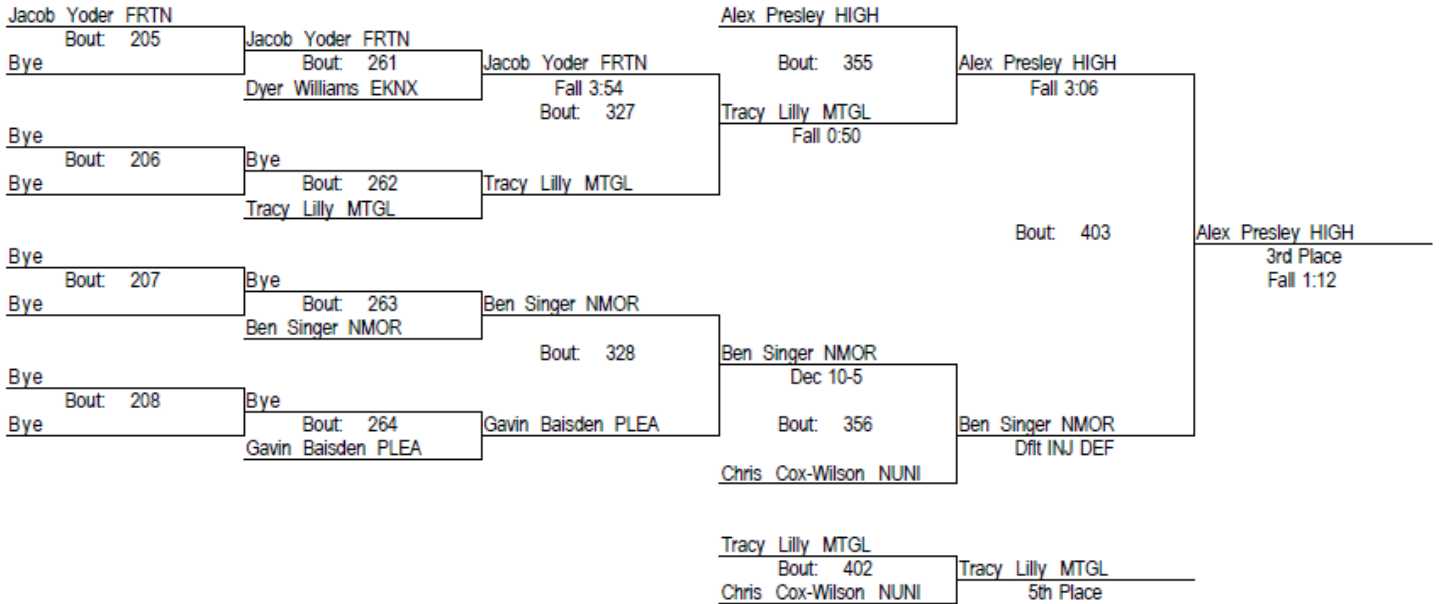 Jacob Yoder FRTN
Bout: 205
Bye
Jacob Yoder FRTN
Bout: 261
Dyer Williams EKNX
Bye
Bout: 206
Bye
Bye
Bout: 262
Tracy Lilly MTGL
Bye
Bout: 207
Bye
Bye
Bout: 263
Ben Singer NMOR
Bye
Bout: 208
Bye
Bye
Bout: 264
Gavin Baisden PLEA
Jacob Yoder FRTN
Fall 3:54
Bout: 327
Tracy Lilly MTGL
Ben Singer NMOR
Bout: 328
Gavin Baisden PLEA
Alex Presley HIGH
Bout: 355
Tracy Lilly MTGL
Fall 0:50
Ben Singer NMOR
Dec 10-5
Bout: 356
Chris Cox-Wilson NUNI
Alex Presley HIGH
Fall 3:06
Bout: 403
Ben Singer NMOR
Dflt INJ DEF
Alex Presley HIGH
3rd Place
Fall 1:12
Tracy Lilly MTGL
Bout: 402
Chris Cox-Wilson NUNI
Tracy Lilly MTGL
5th Place